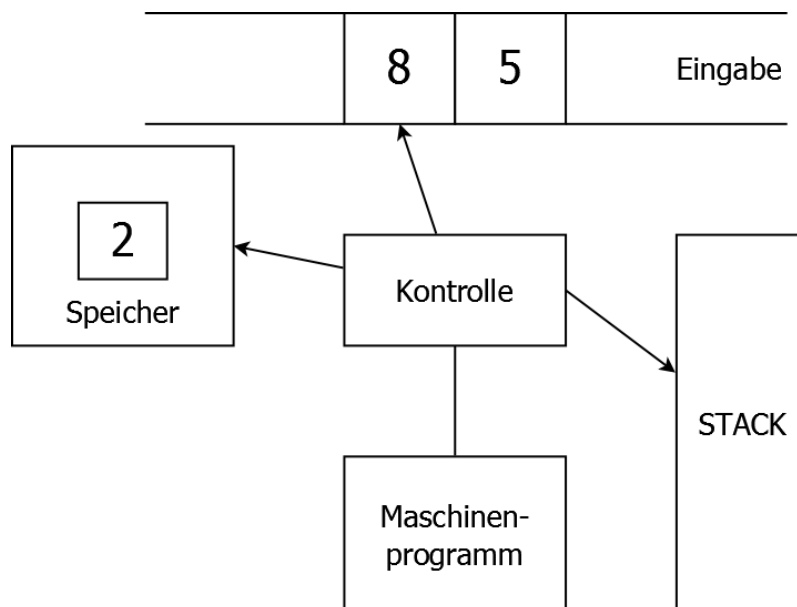 8 5 Eingabe
2
Speicher
Kontrolle
STACK
Maschinen-
programm